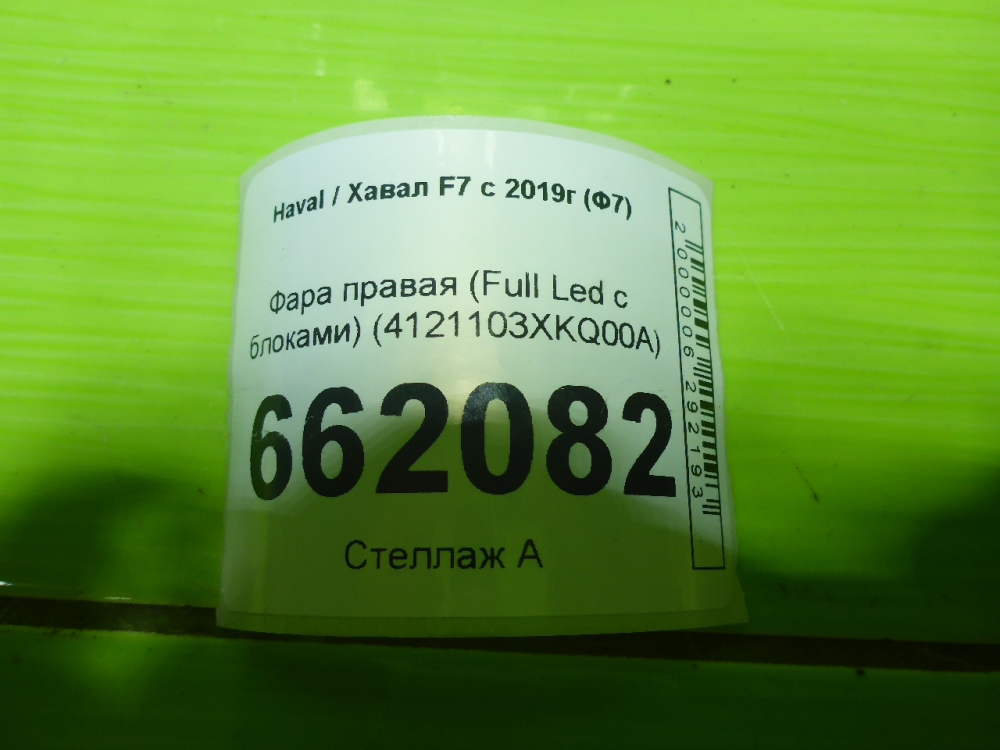 Haval / Хавал F7 с 2019г (Ф7)
Фара правая (Full Led с
блоками) (4121103XKQ00A)
662082
Стеллаж А
2000006292193